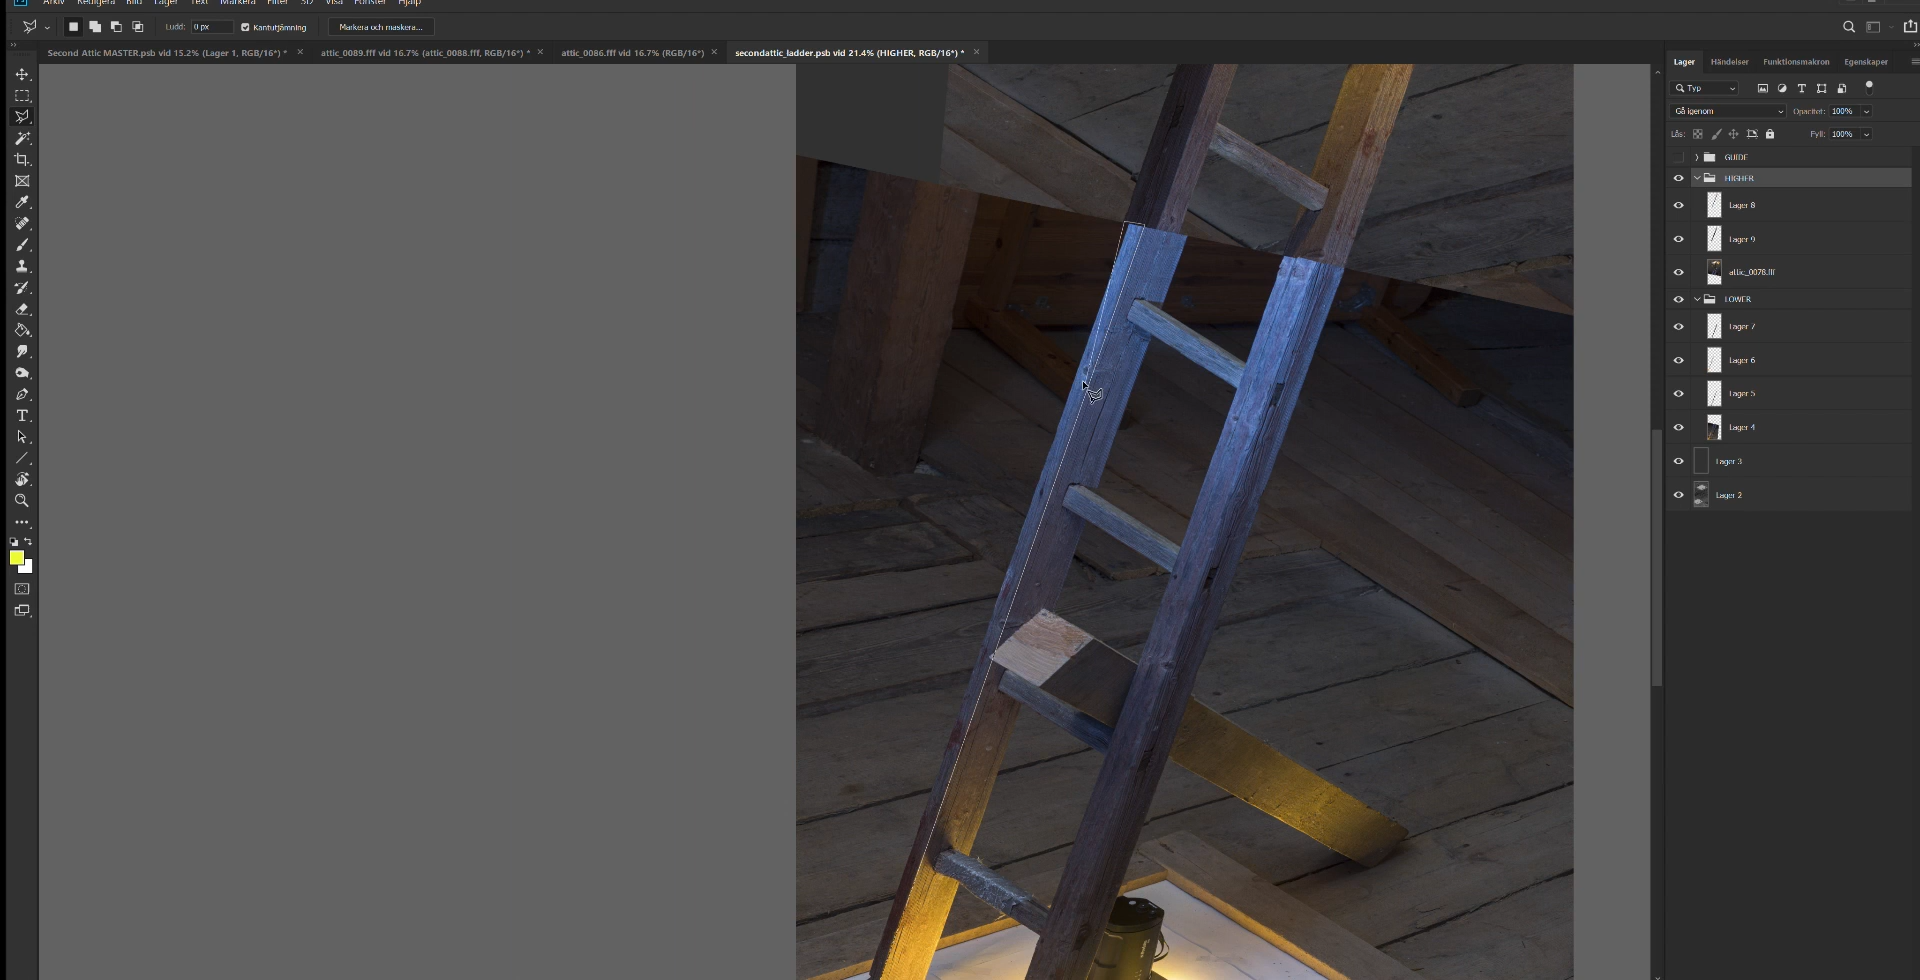 Arkiv Redigera Bild Lager Text Markera Filter 3D Visa Fönster Hjälp
Ludd: 0 px Kantutjämning Markera och maskera...
Second Attic MASTER.psb vid 15.2% (Lager 1, RGB/16*) * × attic_0089.fff vid 16.7% (attic_0088.fff, RGB/16*) * × attic_0086.fff vid 16.7% (RGB/16*) × secondattic_ladder.psb vid 21.4% (HIGHER, RGB/16*) * ×
Lager Händelser Funktionsmakron Egenskaper
Typ
Gå igenom Opacitet: 100%
Lås: Fyll: 100%
GUIDE
HIGHER
Lager 8
Lager 9
attic_0078.fff
LOWER
Lager 7
Lager 6
Lager 5
Lager 4
Lager 3
Lager 2